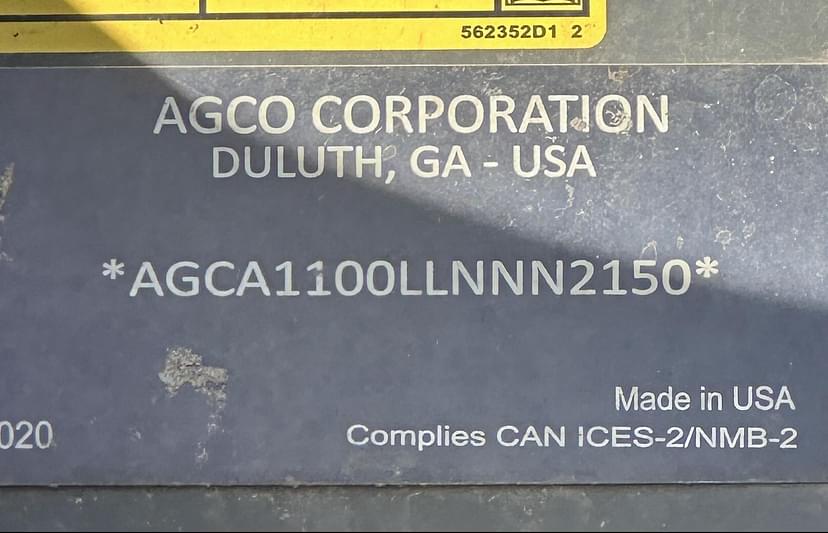 562352D1 2
AGCO CORPORATION
DULUTH, GA - USA
*AGCA1100LLNNN2150*
Made in USA
020
Complies CAN ICES-2/NMB-2